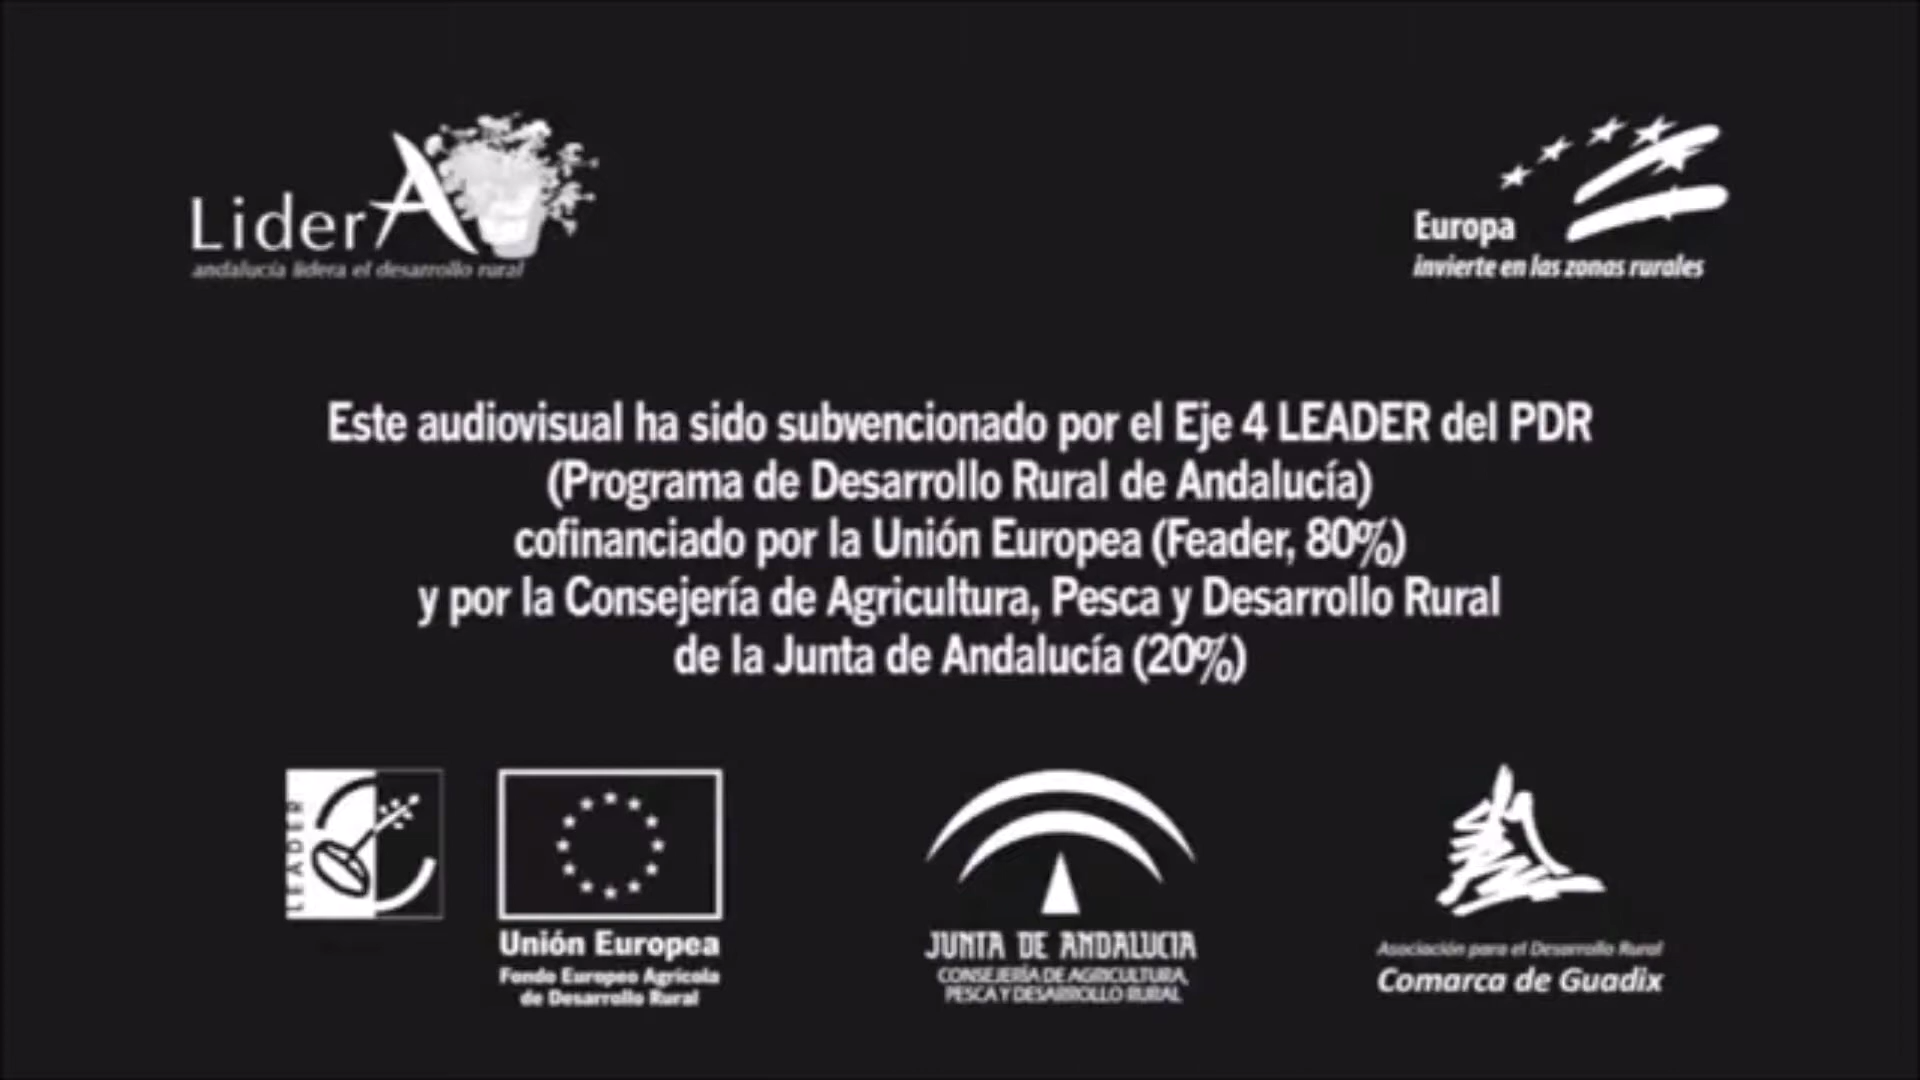 LiderA
andalucía lidera el desarrollo rural
Europa
invierte en las zonas rurales
Este audiovisual ha sido subvencionado por el Eje 4 LEADER del PDR
(Programa de Desarrollo Rural de Andalucía)
cofinanciado por la Unión Europea (Feader, 80%)
y por la Consejería de Agricultura, Pesca y Desarrollo Rural
de la Junta de Andalucía (20%)
LEADER
Unión Europea
Fondo Europeo Agrícola
de Desarrollo Rural
JUNTA DE ANDALUCIA
CONSEJERÍA DE AGRICULTURA,
PESCA Y DESARROLLO RURAL
Asociación para el Desarrollo Rural
Comarca de Guadix